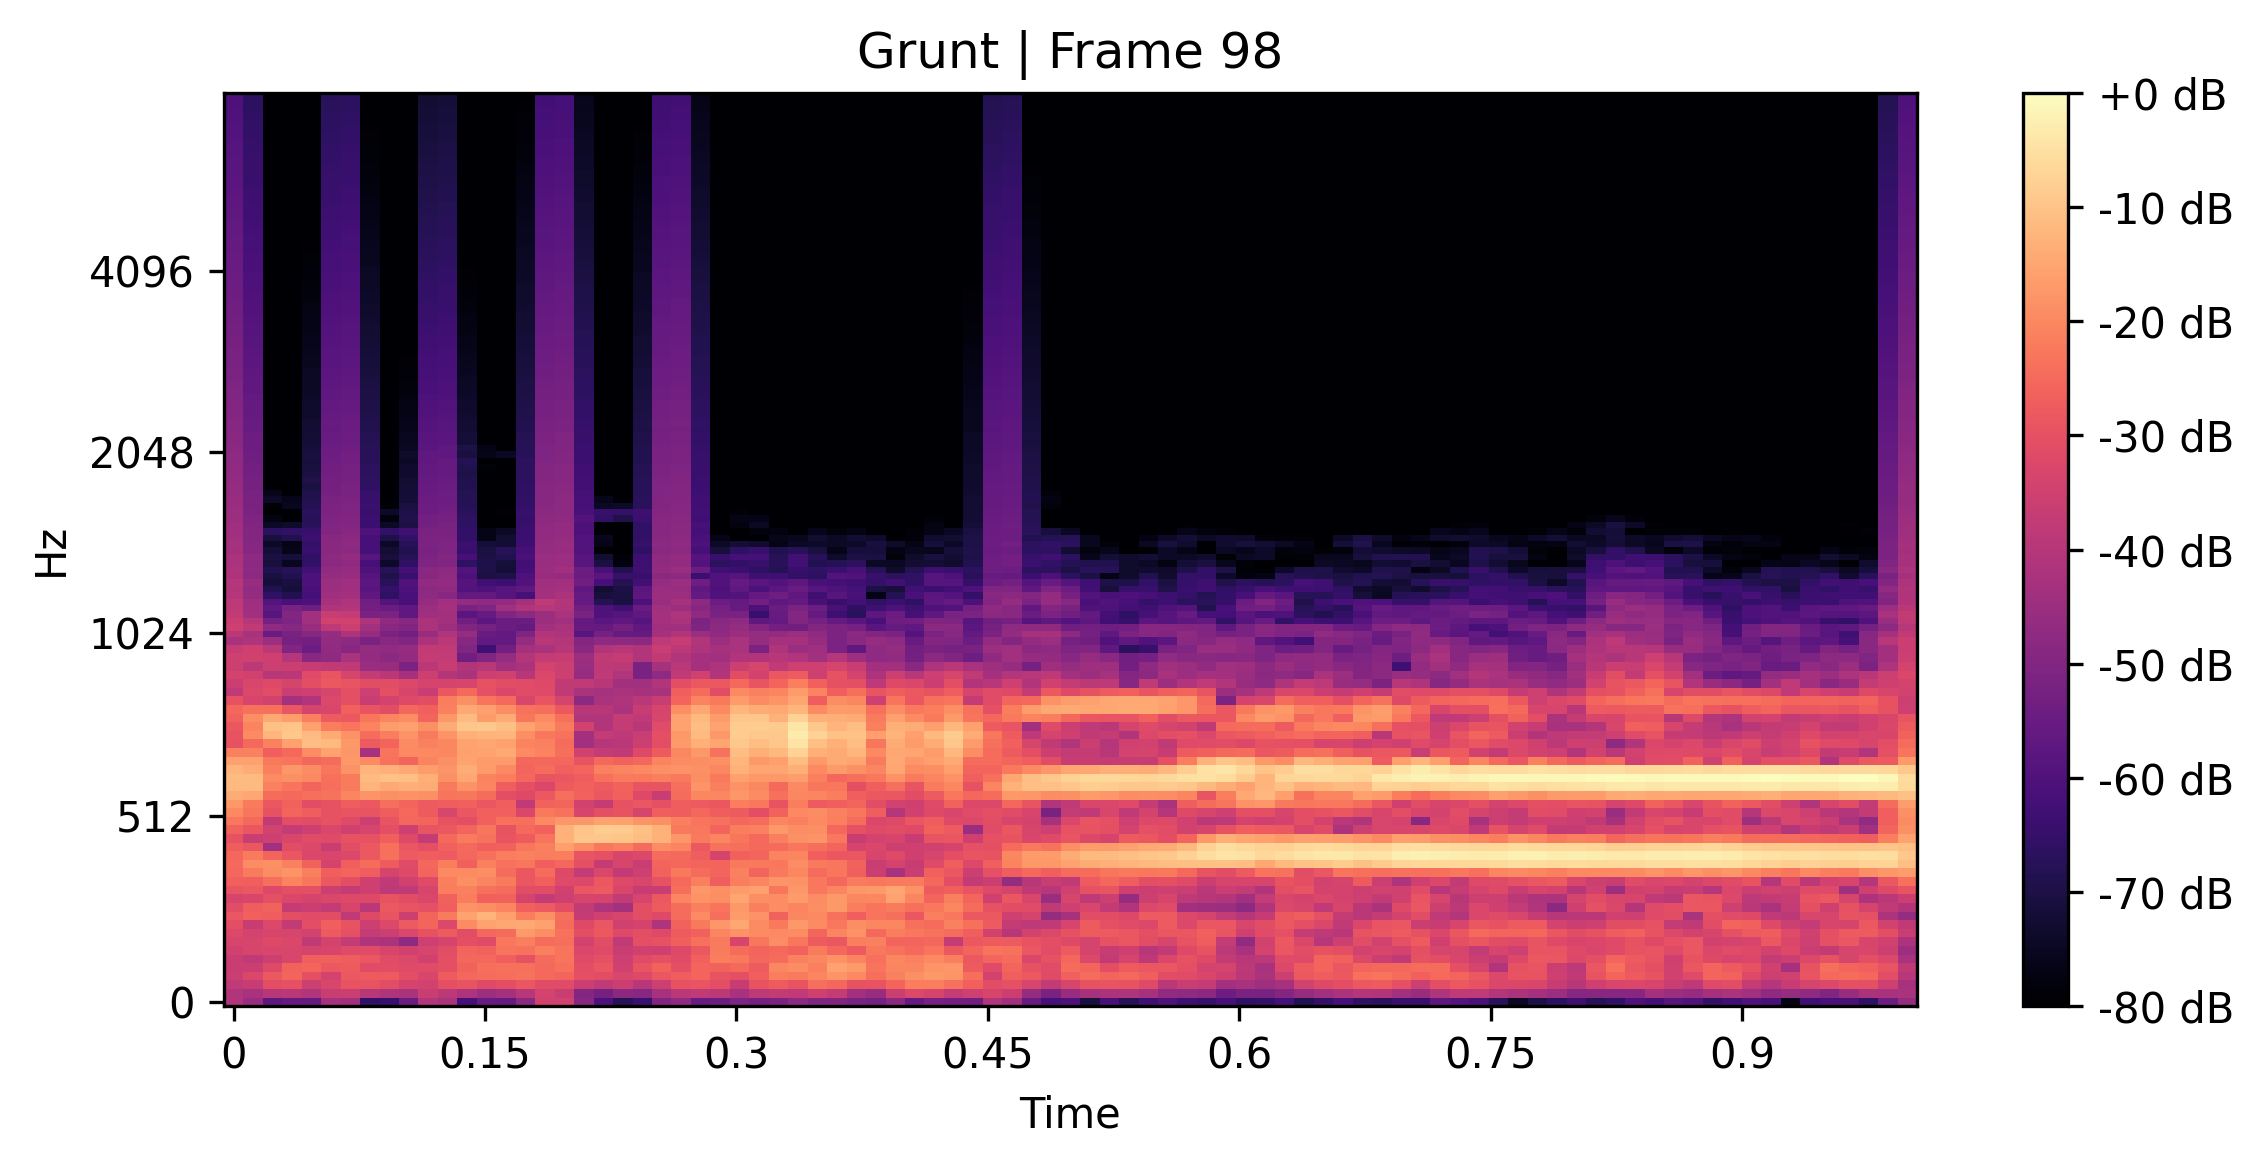 Grunt | Frame 98
Hz
4096
2048
1024
512
0
0 0.15 0.3 0.45 0.6 0.75 0.9
Time
+0 dB
-10 dB
-20 dB
-30 dB
-40 dB
-50 dB
-60 dB
-70 dB
-80 dB